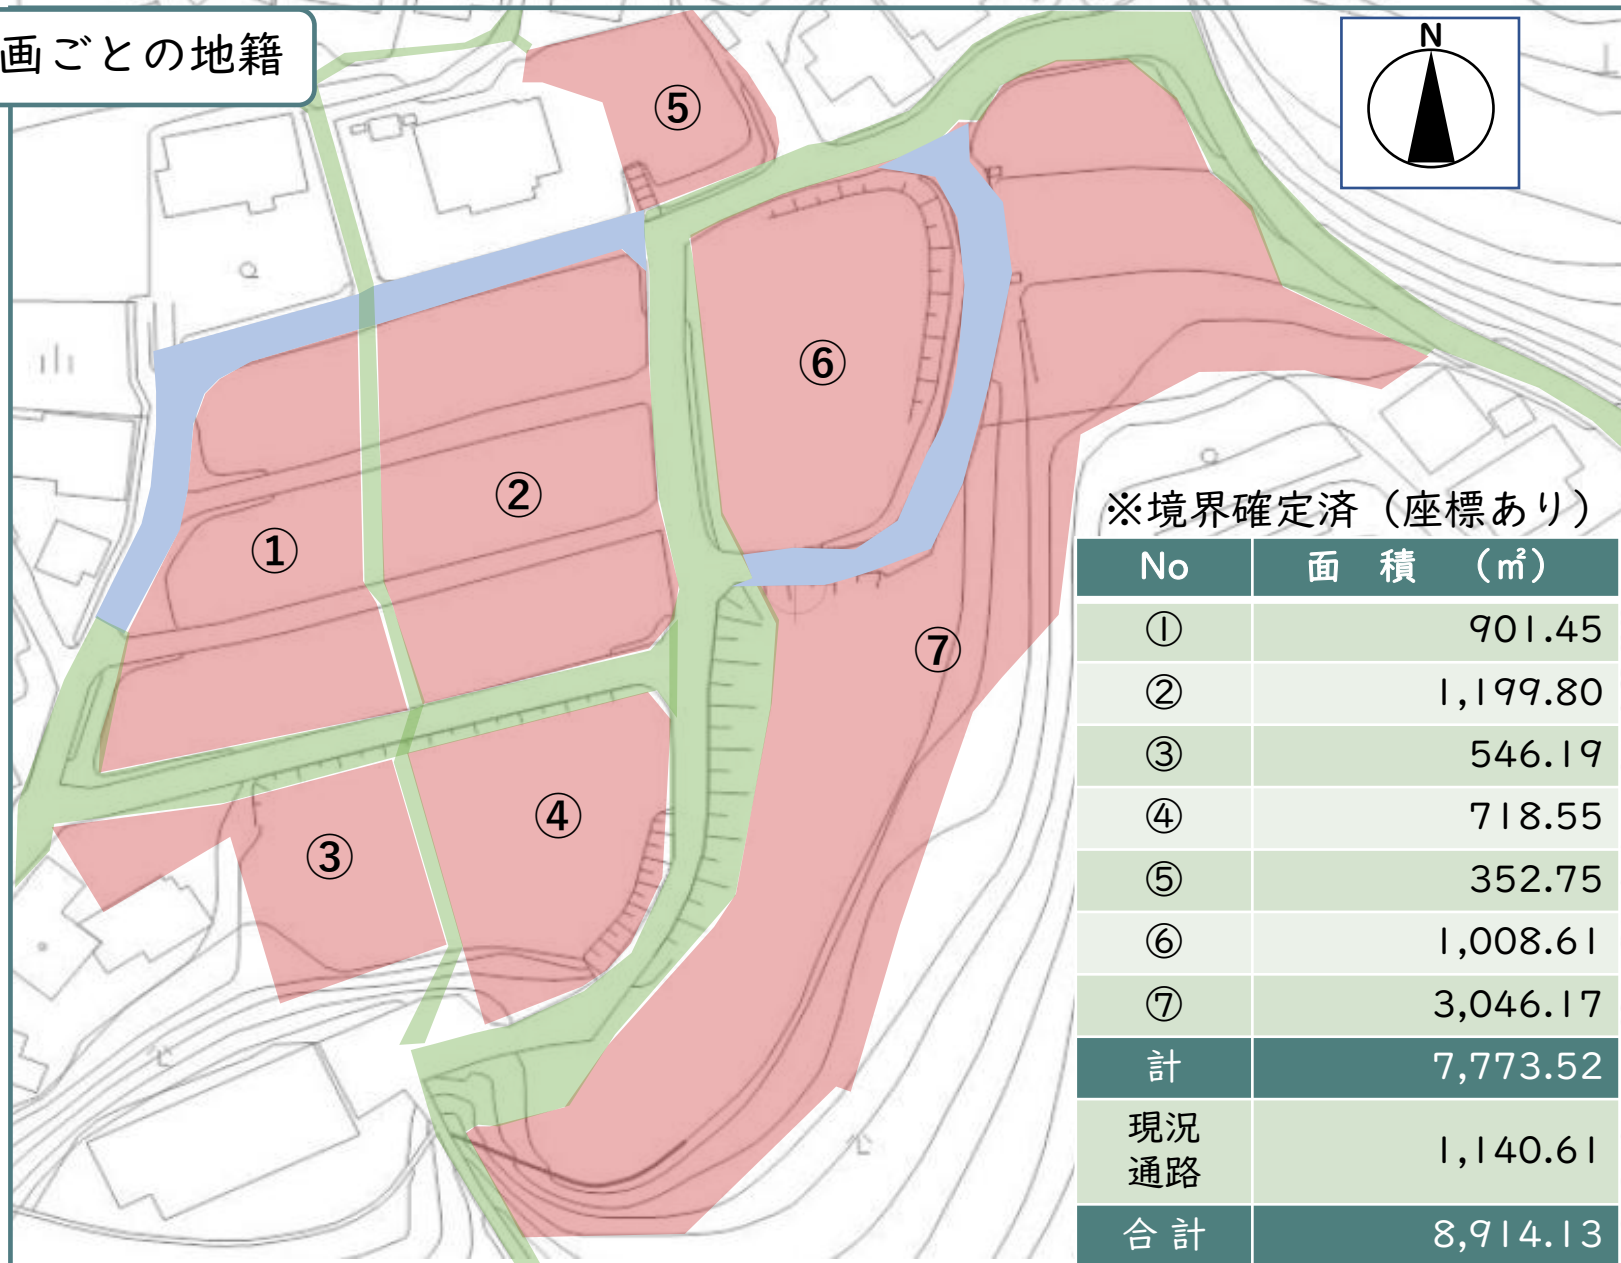 画ごとの地籍
N
⑤
⑥
②
①
⑦
④
③
※境界確定済（座標あり）
No 面 積 （㎡）
① 901.45
② 1,199.80
③ 546.19
④ 718.55
⑤ 352.75
⑥ 1,008.61
⑦ 3,046.17
計 7,773.52
現況
通路 1,140.61
合計 8,914.13